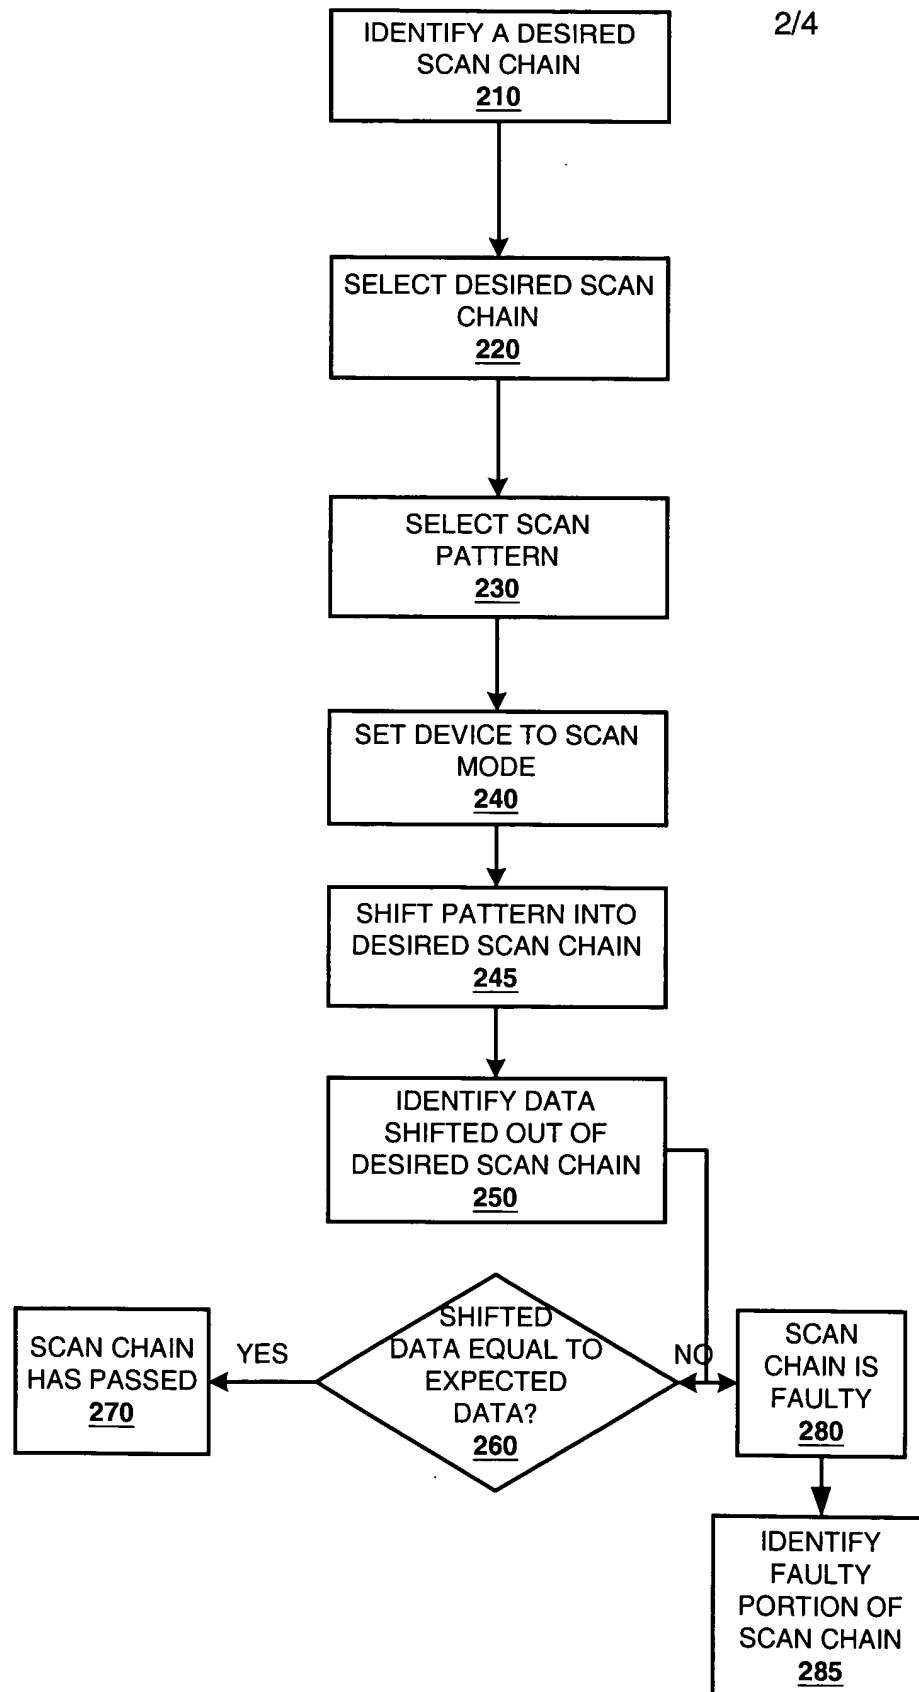 2/4
IDENTIFY A DESIRED
SCAN CHAIN
210
SELECT DESIRED SCAN
CHAIN
220
SELECT SCAN
PATTERN
230
SET DEVICE TO SCAN
MODE
240
SHIFT PATTERN INTO
DESIRED SCAN CHAIN
245
IDENTIFY DATA
SHIFTED OUT OF
DESIRED SCAN CHAIN
250
SHIFTED
DATA EQUAL TO
EXPECTED
DATA?
260
YES
SCAN CHAIN
HAS PASSED
270
NO
SCAN
CHAIN IS
FAULTY
280
IDENTIFY
FAULTY
PORTION OF
SCAN CHAIN
285